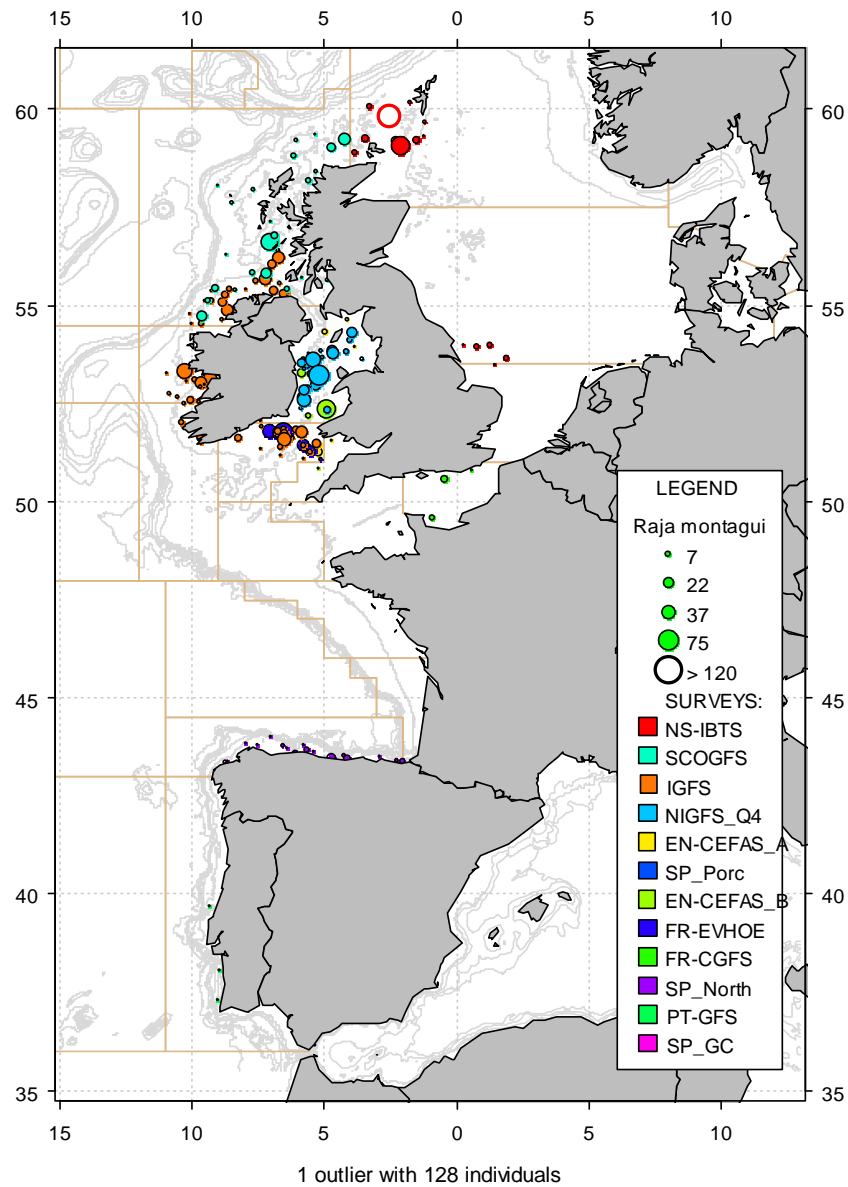 15 10 5 0 5 10
60 60
55 55
50 50
45 45
40 40
35 35
LEGEND
Raja montagui
7
22
37
75
> 120
SURVEYS:
NS-IBTS
SCOGFS
IGFS
NIGFS_Q4
EN-CEFAS_A
SP_Porc
EN-CEFAS_B
FR-EVHOE
FR-CGFS
SP_North
PT-GFS
SP_GC
15 10 5 0 5 10
1 outlier with 128 individuals